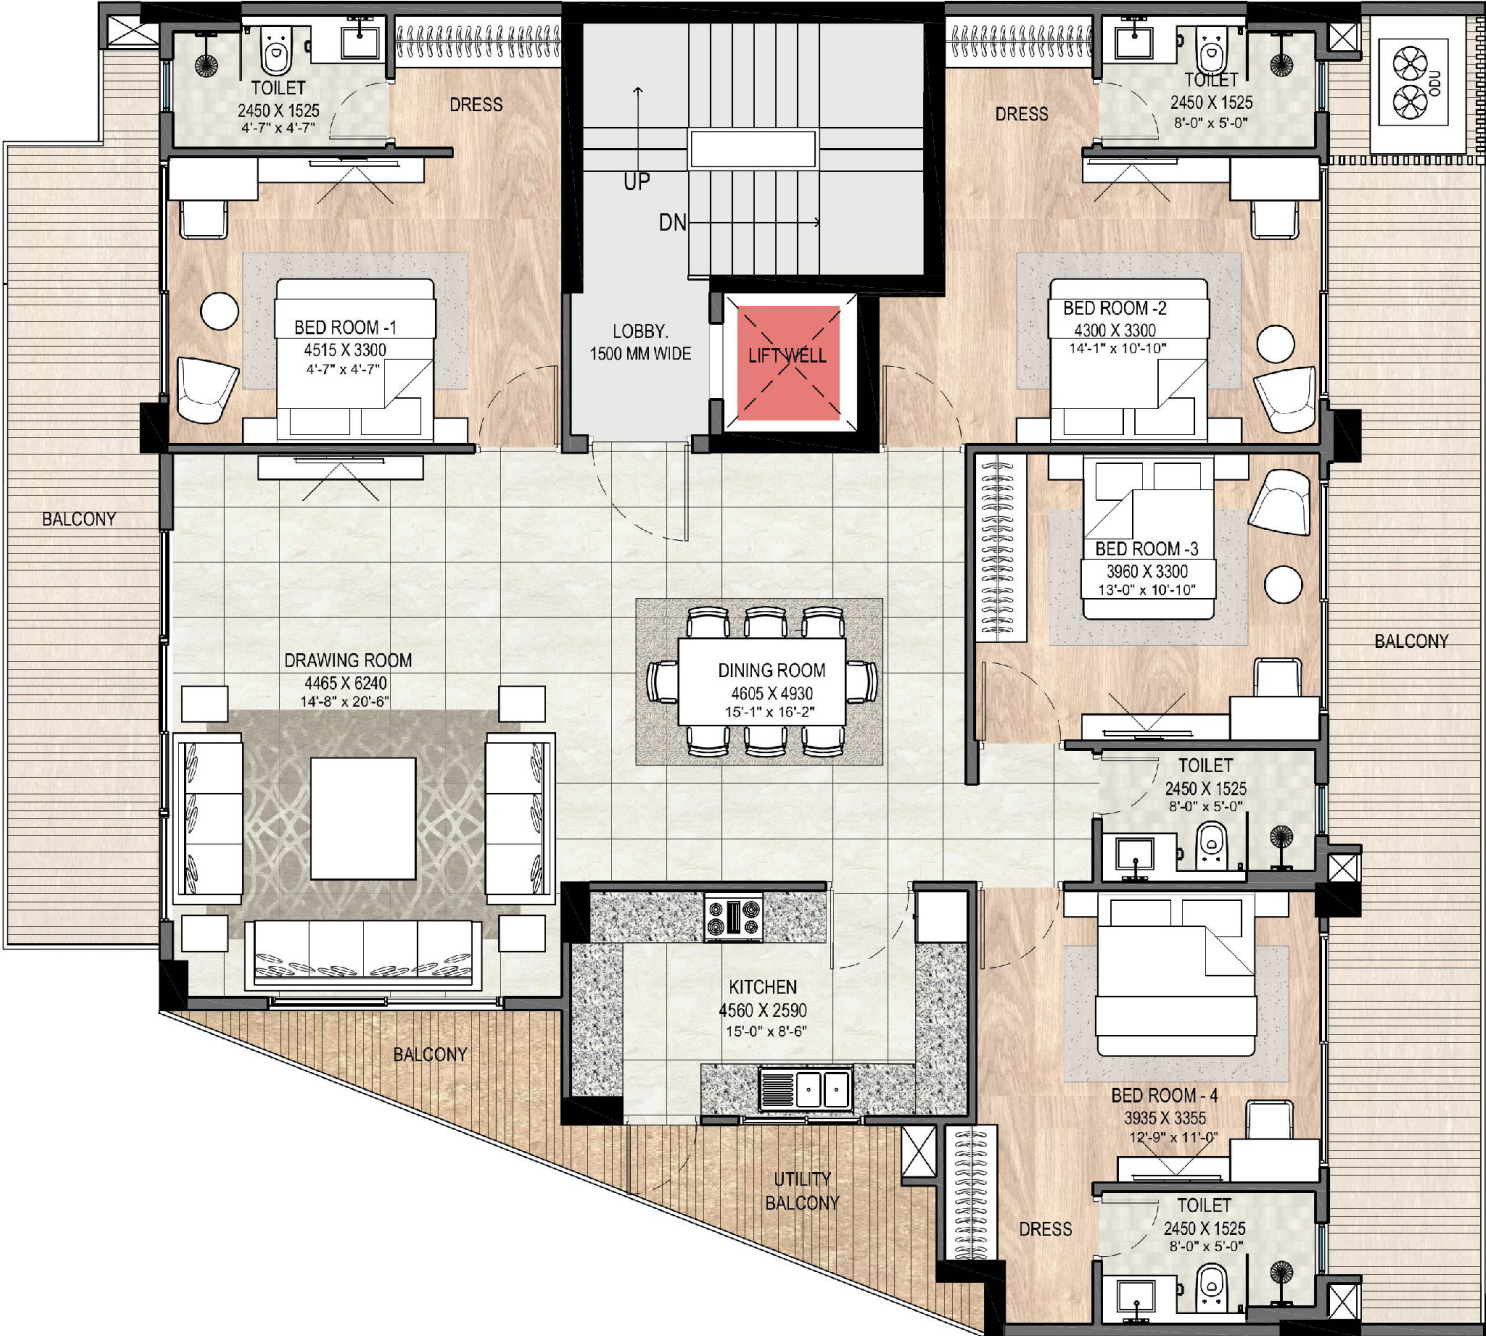 TOILET
2450 X 1525
4'-7" x 4'-7"
DRESS
UP
DN
DRESS
TOILET
2450 X 1525
8'-0" x 5'-0"
ODU
BED ROOM -1
4515 X 3300
4'-7" x 4'-7"
LOBBY.
1500 MM WIDE
LIFT WELL
BED ROOM -2
4300 X 3300
14'-1" x 10'-10"
BALCONY
BED ROOM -3
3960 X 3300
13'-0" x 10'-10"
BALCONY
DRAWING ROOM
4465 X 6240
14'-8" x 20'-6"
DINING ROOM
4605 X 4930
15'-1" x 16'-2"
TOILET
2450 X 1525
8'-0" x 5'-0"
KITCHEN
4560 X 2590
15'-0" x 8'-6"
BALCONY
BED ROOM - 4
3935 X 3355
12'-9" x 11'-0"
UTILITY
BALCONY
DRESS
TOILET
2450 X 1525
8'-0" x 5'-0"